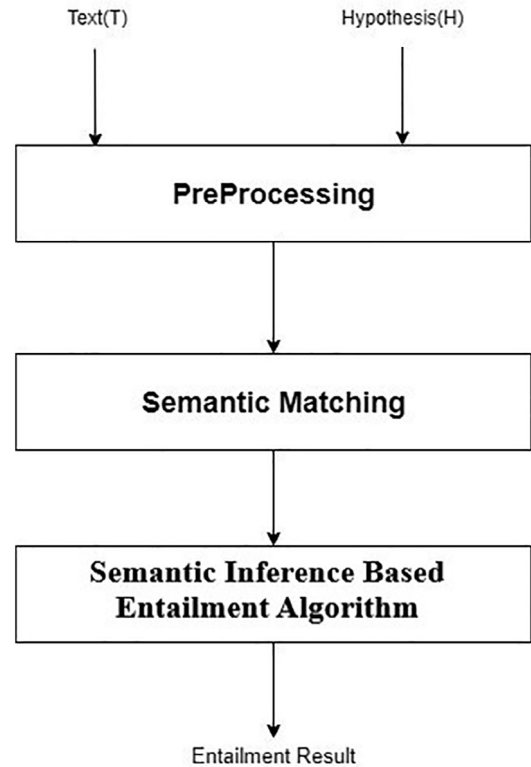 Text(T)
Hypothesis(H)
PreProcessing
Semantic Matching
Semantic Inference Based
Entailment Algorithm
Entailment Result